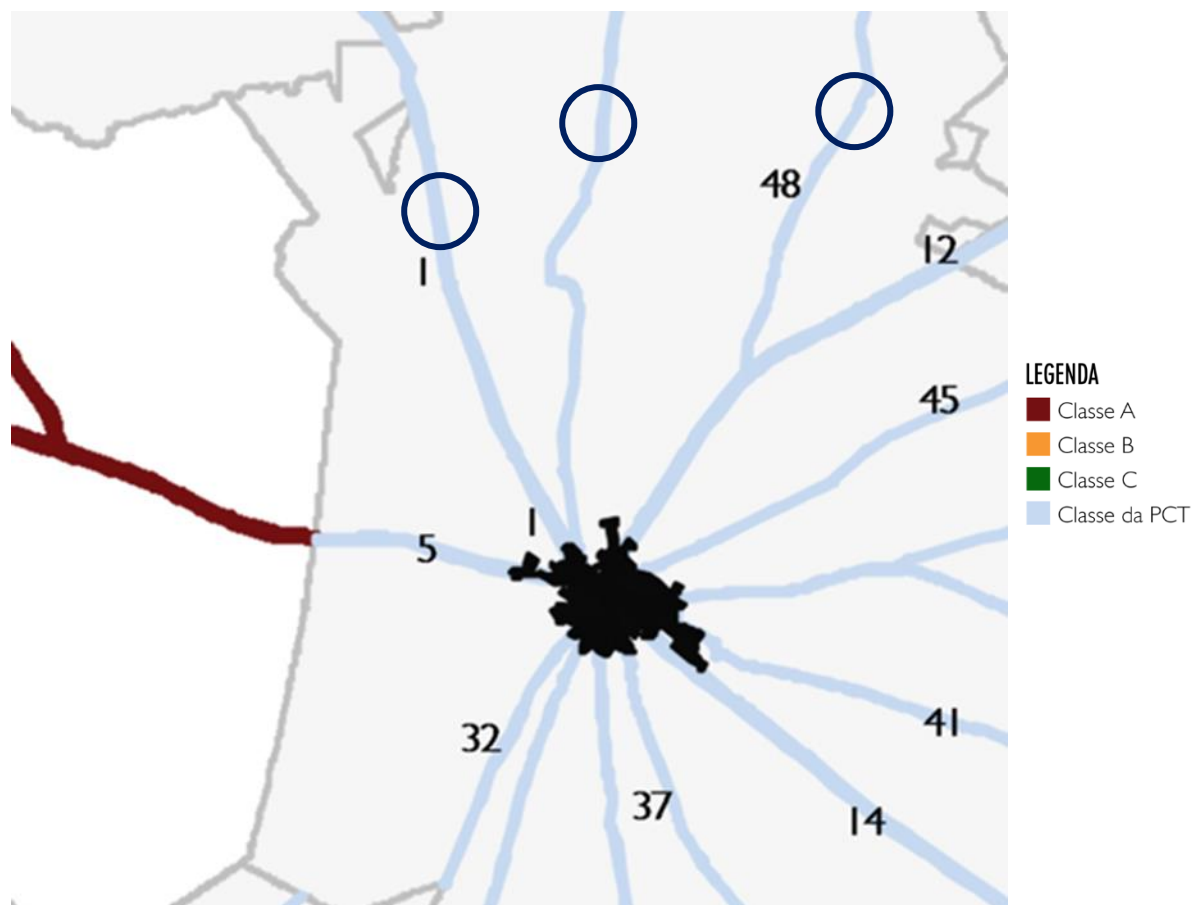 48
12
1
45
1
5
41
32
37
14
LEGENDA
Classe A
Classe B
Classe C
Classe da PCT